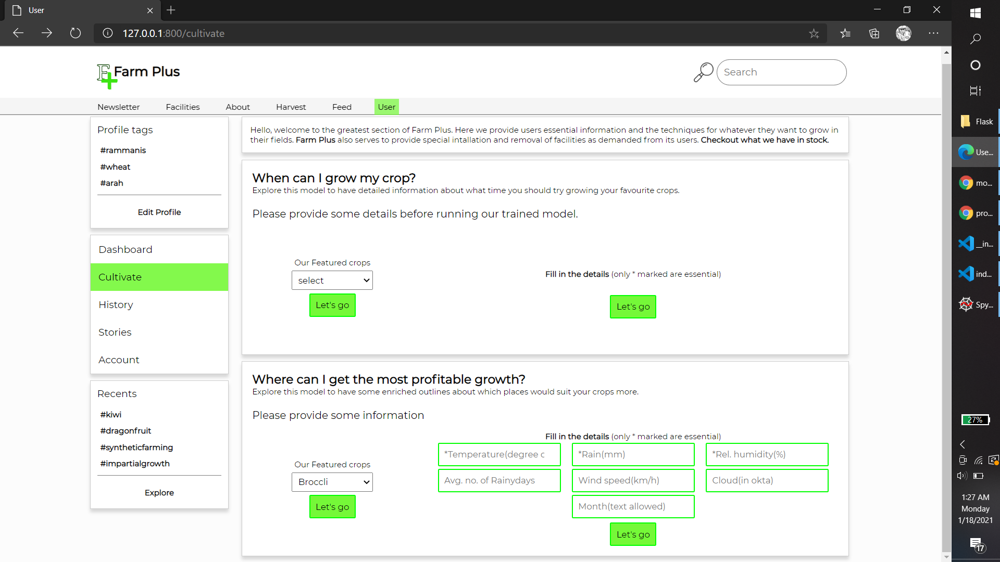 User
127.0.0.1:800/cultivate
Farm Plus
Search
Newsletter Facilities About Harvest Feed User
Profile tags
#rammanis
#wheat
#arah
Edit Profile
Dashboard
Cultivate
History
Stories
Account
Recents
#kiwi
#dragonfruit
#syntheticfarming
#impartialgrowth
Explore
Hello, welcome to the greatest section of Farm Plus. Here we provide users essential information and the techniques for whatever they want to grow in
their fields. Farm Plus also serves to provide special intallation and removal of facilities as demanded from its users. Checkout what we have in stock.
When can I grow my crop?
Explore this model to have detailed information about what time you should try growing your favourite crops.
Please provide some details before running our trained model.
Our Featured crops
select
Let's go
Fill in the details (only * marked are essential)
Let's go
Where can I get the most profitable growth?
Explore this model to have some enriched outlines about which places would suit your crops more.
Please provide some information
Our Featured crops
Broccli
Let's go
Fill in the details (only * marked are essential)
*Temperature(degree c *Rain(mm) *Rel. humidity(%)
Avg. no. of Rainydays Wind speed(km/h) Cloud(in okta)
Month(text allowed)
Let's go
Flask
Use...
mo...
pro...
__in...
ind...
Spy...
27%
1:27 AM
Monday
1/18/2021
17